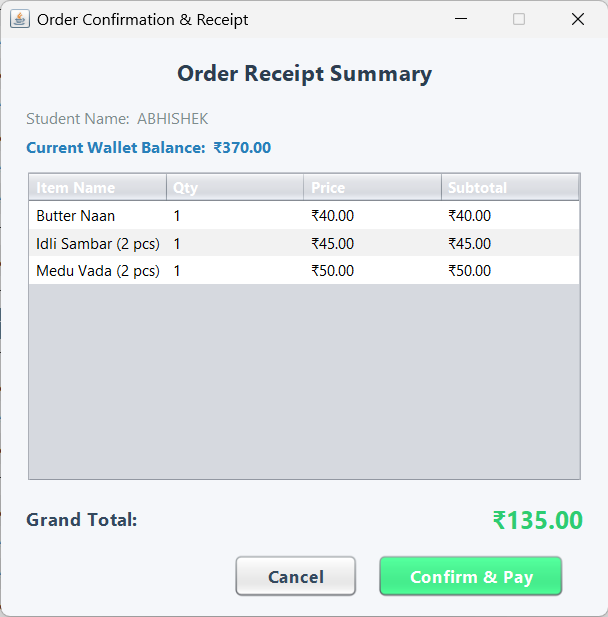 Order Confirmation & Receipt
Order Receipt Summary
Student Name: ABHISHEK
Current Wallet Balance: ₹370.00
Item Name Qty Price Subtotal
Butter Naan 1 ₹40.00 ₹40.00
Idli Sambar (2 pcs) 1 ₹45.00 ₹45.00
Medu Vada (2 pcs) 1 ₹50.00 ₹50.00
Grand Total: ₹135.00
Cancel Confirm & Pay